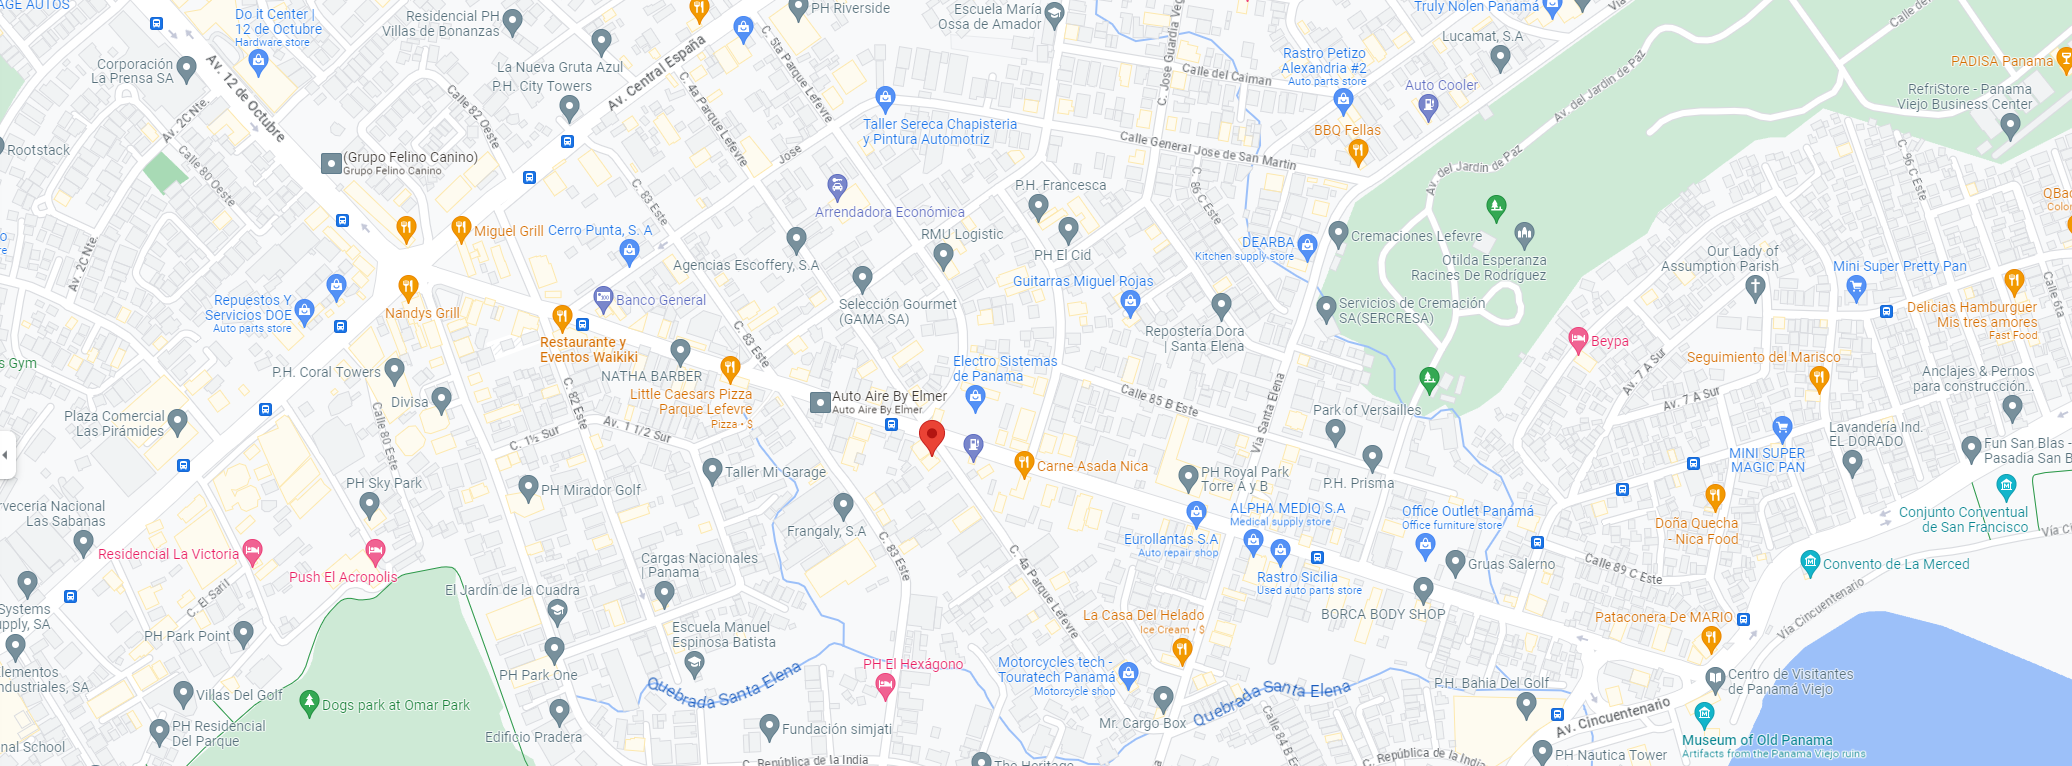 AGE AUTOS
Do it Center |
12 de Octubre
Hardware store
Residencial PH
Villas de Bonanzas
PH Riverside
Escuela María
Ossa de Amador
Truly Nolen Panamá
Calle del
Corporación
La Prensa SA
Av. 12 de Octubre
La Nueva Gruta Azul
P.H. City Towers
Av. Central España
C. 5ta Parque Lefevre
C. Jose Guardia Veg
Calle del Caiman
Rastro Petizo
Alexandria #2
Auto parts store
Lucamat, S.A
Auto Cooler
Av. del Jardin de Paz
PADISA Panamá
RefriStore - Panama
Viejo Business Center
Av. 2C Nte.
Calle 82 Oeste
C. 4a Parque Lefevre
Taller Sereca Chapisteria
y Pintura Automotriz
Calle General Jose de San Martin
BBQ Fellas
Rootstack
Calle 80 Oeste
(Grupo Felino Canino)
Grupo Felino Canino
Jose
C. 83 Este
Arrendadora Económica
P.H. Francesca
C. 86 C Este
Av. del Jardin de Paz
C. 96 C Este
QBa
Colo
Miguel Grill
Cerro Punta, S. A
RMU Logistic
PH El Cid
DEARBA
Kitchen supply store
Cremaciones Lefevre
Otilda Esperanza
Racines De Rodríguez
Our Lady of
Assumption Parish
Mini Super Pretty Pan
Av. 2C Nte
Agencias Escoffery, S.A
Guitarras Miguel Rojas
Repuestos Y
Servicios DOE
Auto parts store
Nandys Grill
Banco General
Selección Gourmet
(GAMA SA)
Repostería Dora
| Santa Elena
Servicios de Cremación
SA(SERCRESA)
Delicias Hamburguer
Mis tres amores
Fast Food
Calle 6ta
s Gym
Restaurante y
Eventos Waikiki
C. 83 Este
Beypa
P.H. Coral Towers
NATHA BARBER
Electro Sistemas
de Panama
Seguimiento del Marisco
Little Caesars Pizza
Parque Lefevre
Pizza • $
Auto Aire By Elmer
Auto Aire By Elmer
Calle 85 B Este
Via Santa Elena
Park of Versailles
Av. 7 A Sur
Av. 7 A Sur
Anclajes & Pernos
para construcción...
Plaza Comercial
Las Pirámides
Divisa
Calle 80 Este
C. 82 Este
C. 1½ Sur
Av. 1 1/2 Sur
Lavandería Ind.
EL DORADO
Fun San Blas -
Pasadia San B
MINI SUPER
MAGIC PAN
Taller Mi Garage
Carne Asada Nica
PH Royal Park
Torre A y B
P.H. Prisma
PH Sky Park
PH Mirador Golf
rvecería Nacional
Las Sabanas
Frangaly, S.A
ALPHA MEDIQ S.A
Medical supply store
Office Outlet Panamá
Office furniture store
Doña Quecha
- Nica Food
Conjunto Conventual
de San Francisco
Via C
Eurollantas S.A
Auto repair shop
Residencial La Victoria
Push El Acropolis
C. 83 Este
C. 4a Parque Lefevre
Cargas Nacionales
| Panama
Gruas Salerno
Calle 89 C Este
Convento de La Merced
Rastro Sicilia
Used auto parts store
C. El Saril
El Jardín de la Cuadra
BORCA BODY SHOP
Pataconera De MARIO
Via Cincuentenario
Systems
pply, SA
PH Park Point
Escuela Manuel
Espinosa Batista
La Casa Del Helado
Ice Cream • $
lementos
ndustriales, SA
PH Park One
Quebrada Santa Elena
PH El Hexágono
Motorcycles tech -
Touratech Panamá
Motorcycle shop
Quebrada Santa Elena
P.H. Bahia Del Golf
Centro de Visitantes
de Panamá Viejo
Villas Del Golf
Dogs park at Omar Park
PH Residencial
Del Parque
Edificio Pradera
Fundación simjati
Mr. Cargo Box
Calle 84 B Este
Av. Cincuentenario
nal School
C. República de la India
The Heritage
C. República de la India
PH Nautica Tower
Museum of Old Panama
Artifacts from the Panama Viejo ruins